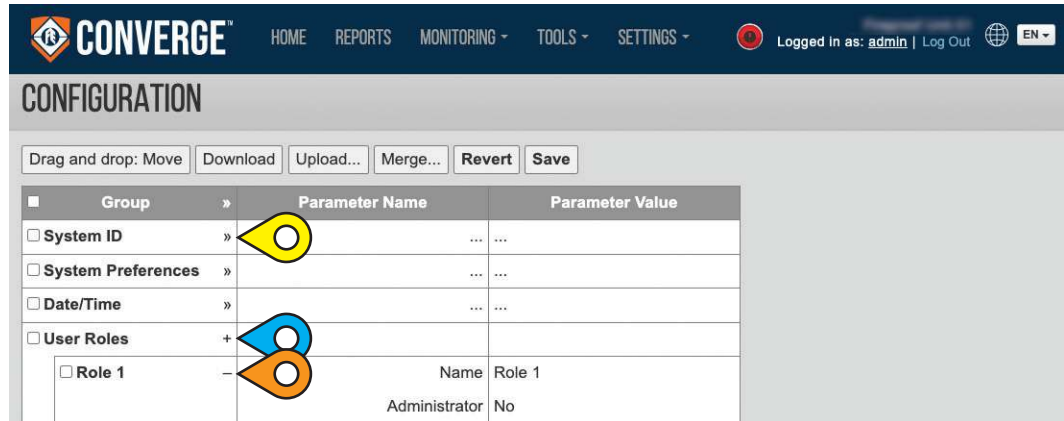 CONVERGE™ HOME REPORTS MONITORING TOOLS SETTINGS Logged in as: admin | Log Out EN
CONFIGURATION
Drag and drop: Move Download Upload... Merge... Revert Save
Group » Parameter Name Parameter Value
System ID » ... ...
System Preferences » ... ...
Date/Time » ... ...
User Roles +
Role 1 – Name Role 1
Administrator No